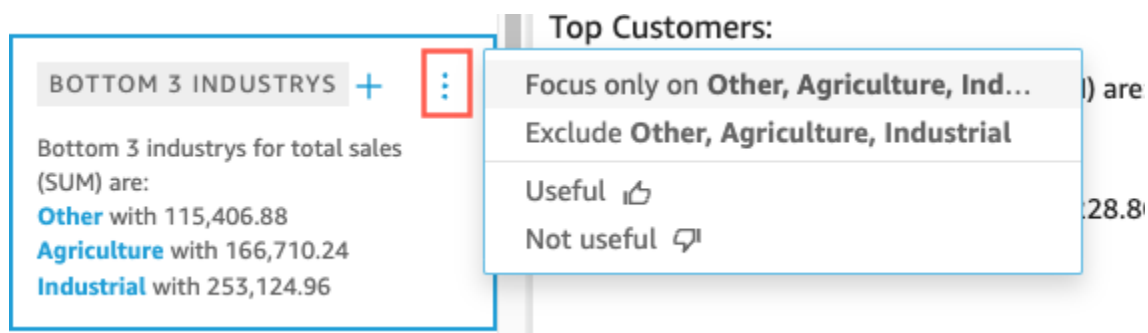 Top Customers:
BOTTOM 3 INDUSTRYS +
Bottom 3 industrys for total sales
(SUM) are:
Other with 115,406.88
Agriculture with 166,710.24
Industrial with 253,124.96
Focus only on Other, Agriculture, Ind...
Exclude Other, Agriculture, Industrial
Useful
Not useful
) are: